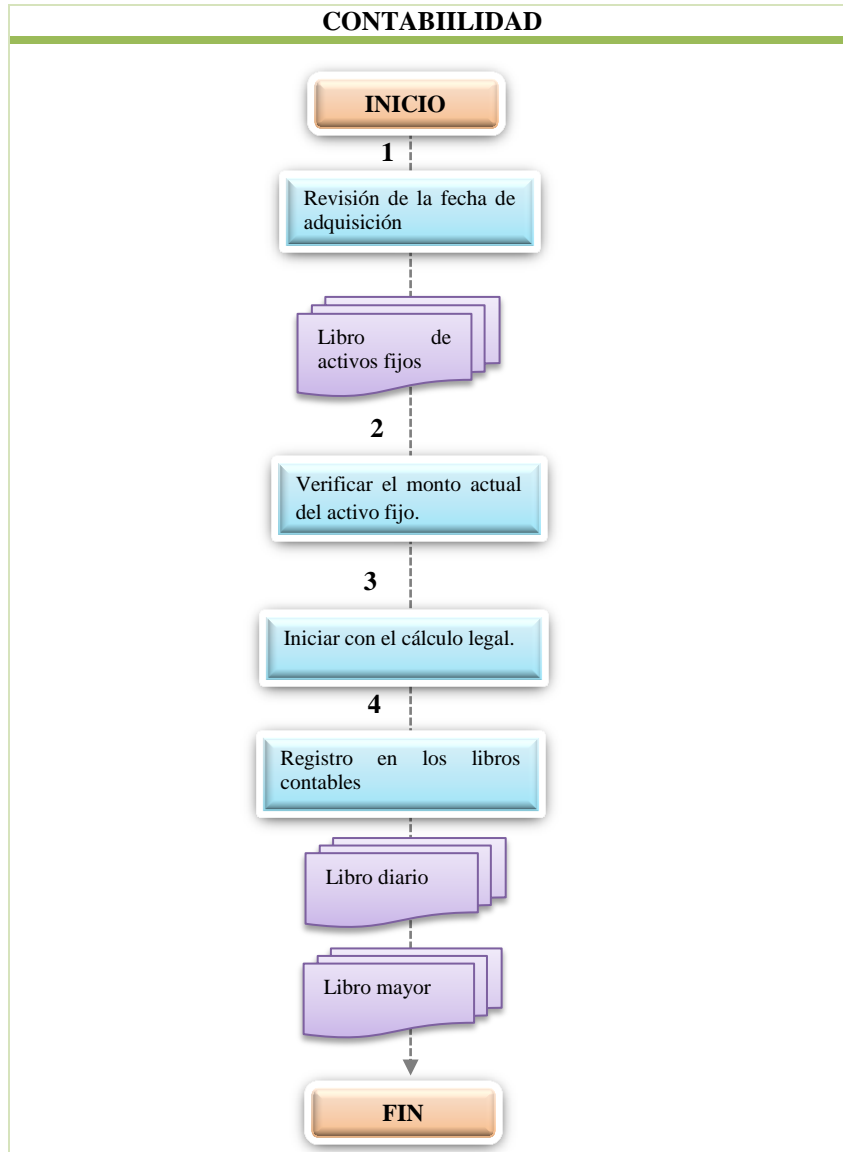 CONTABIILIDAD
INICIO
1
Revisión de la fecha de
adquisición
Libro de
activos fijos
2
Verificar el monto actual
del activo fijo.
3
Iniciar con el cálculo legal.
4
Registro en los libros
contables
Libro diario
Libro mayor
FIN